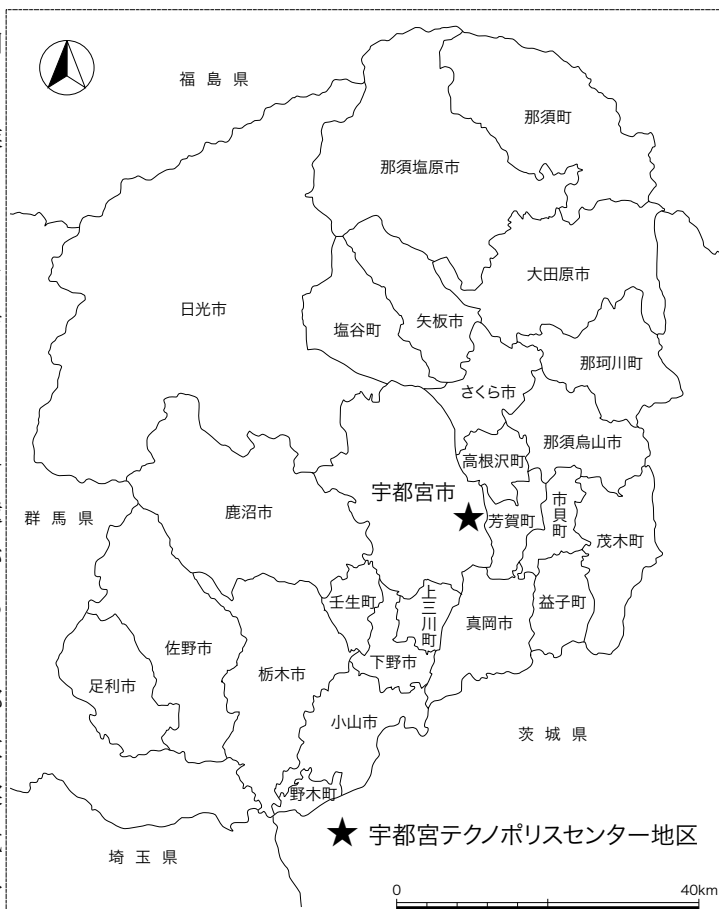 福島県
那須町
那須塩原市
大田原市
日光市
塩谷町
矢板市
那珂川町
さくら市
那須烏山市
高根沢町
宇都宮市
市貝町
群馬県
鹿沼市
芳賀町
茂木町
壬生町
上三川町
益子町
真岡市
佐野市
下野市
栃木市
足利市
小山市
茨城県
野木町
★ 宇都宮テクノポリスセンター地区
埼玉県
0 40km